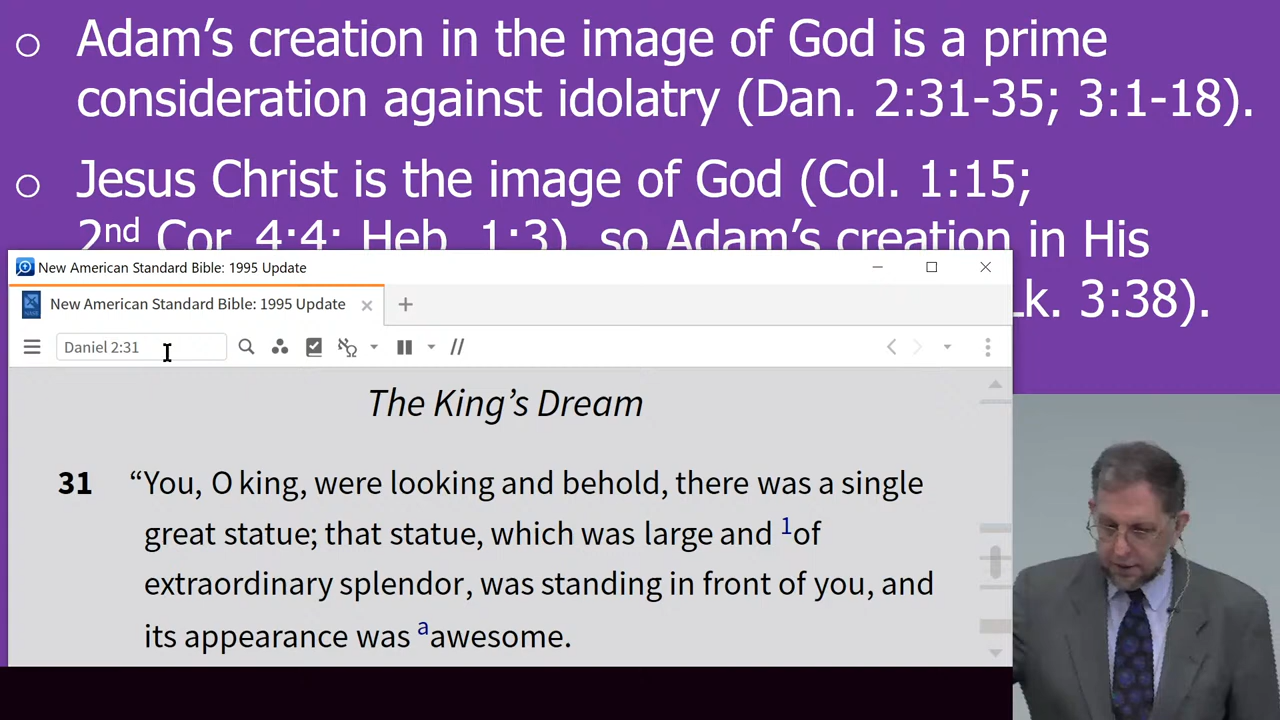 ○ Adam's creation in the image of God is a prime
consideration against idolatry (Dan. 2:31-35; 3:1-18).
○ Jesus Christ is the image of God (Col. 1:15;
2nd Cor. 4:4; Heb. 1:3), so Adam's creation in His
Lk. 3:38).
New American Standard Bible: 1995 Update
New American Standard Bible: 1995 Update
Daniel 2:31
The King's Dream
31 “You, O king, were looking and behold, there was a single
great statue; that statue, which was large and 1of
extraordinary splendor, was standing in front of you, and
its appearance was aawesome.